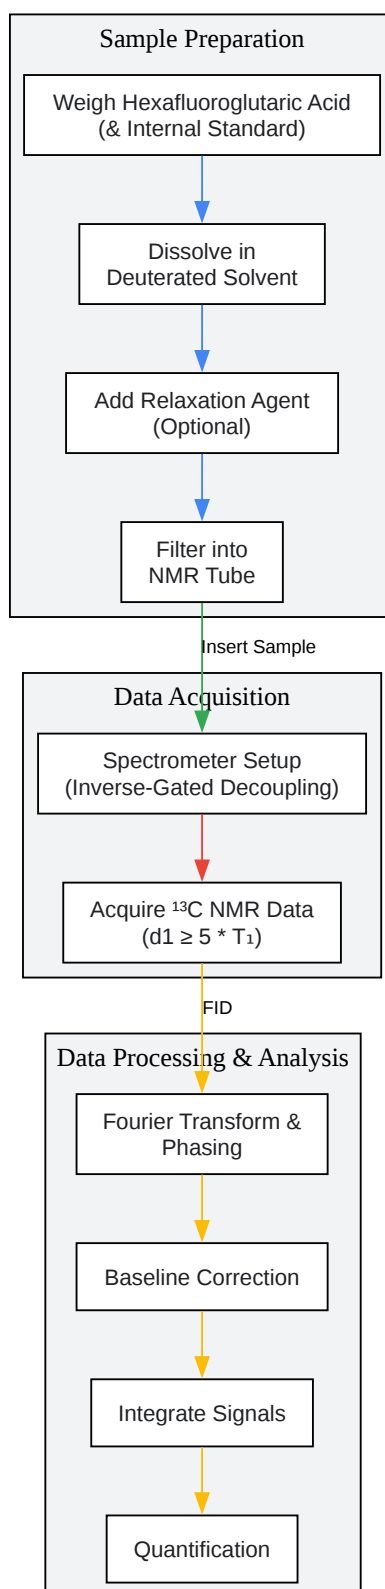 Sample Preparation
Weigh Hexafluoroglutaric Acid
(& Internal Standard)
Dissolve in
Deuterated Solvent
Add Relaxation Agent
(Optional)
Filter into
NMR Tube
Insert Sample
Data Acquisition
Spectrometer Setup
(Inverse-Gated Decoupling)
Acquire ¹³C NMR Data
(d1 ≥ 5 * T₁)
FID
Data Processing & Analysis
Fourier Transform &
Phasing
Baseline Correction
Integrate Signals
Quantification